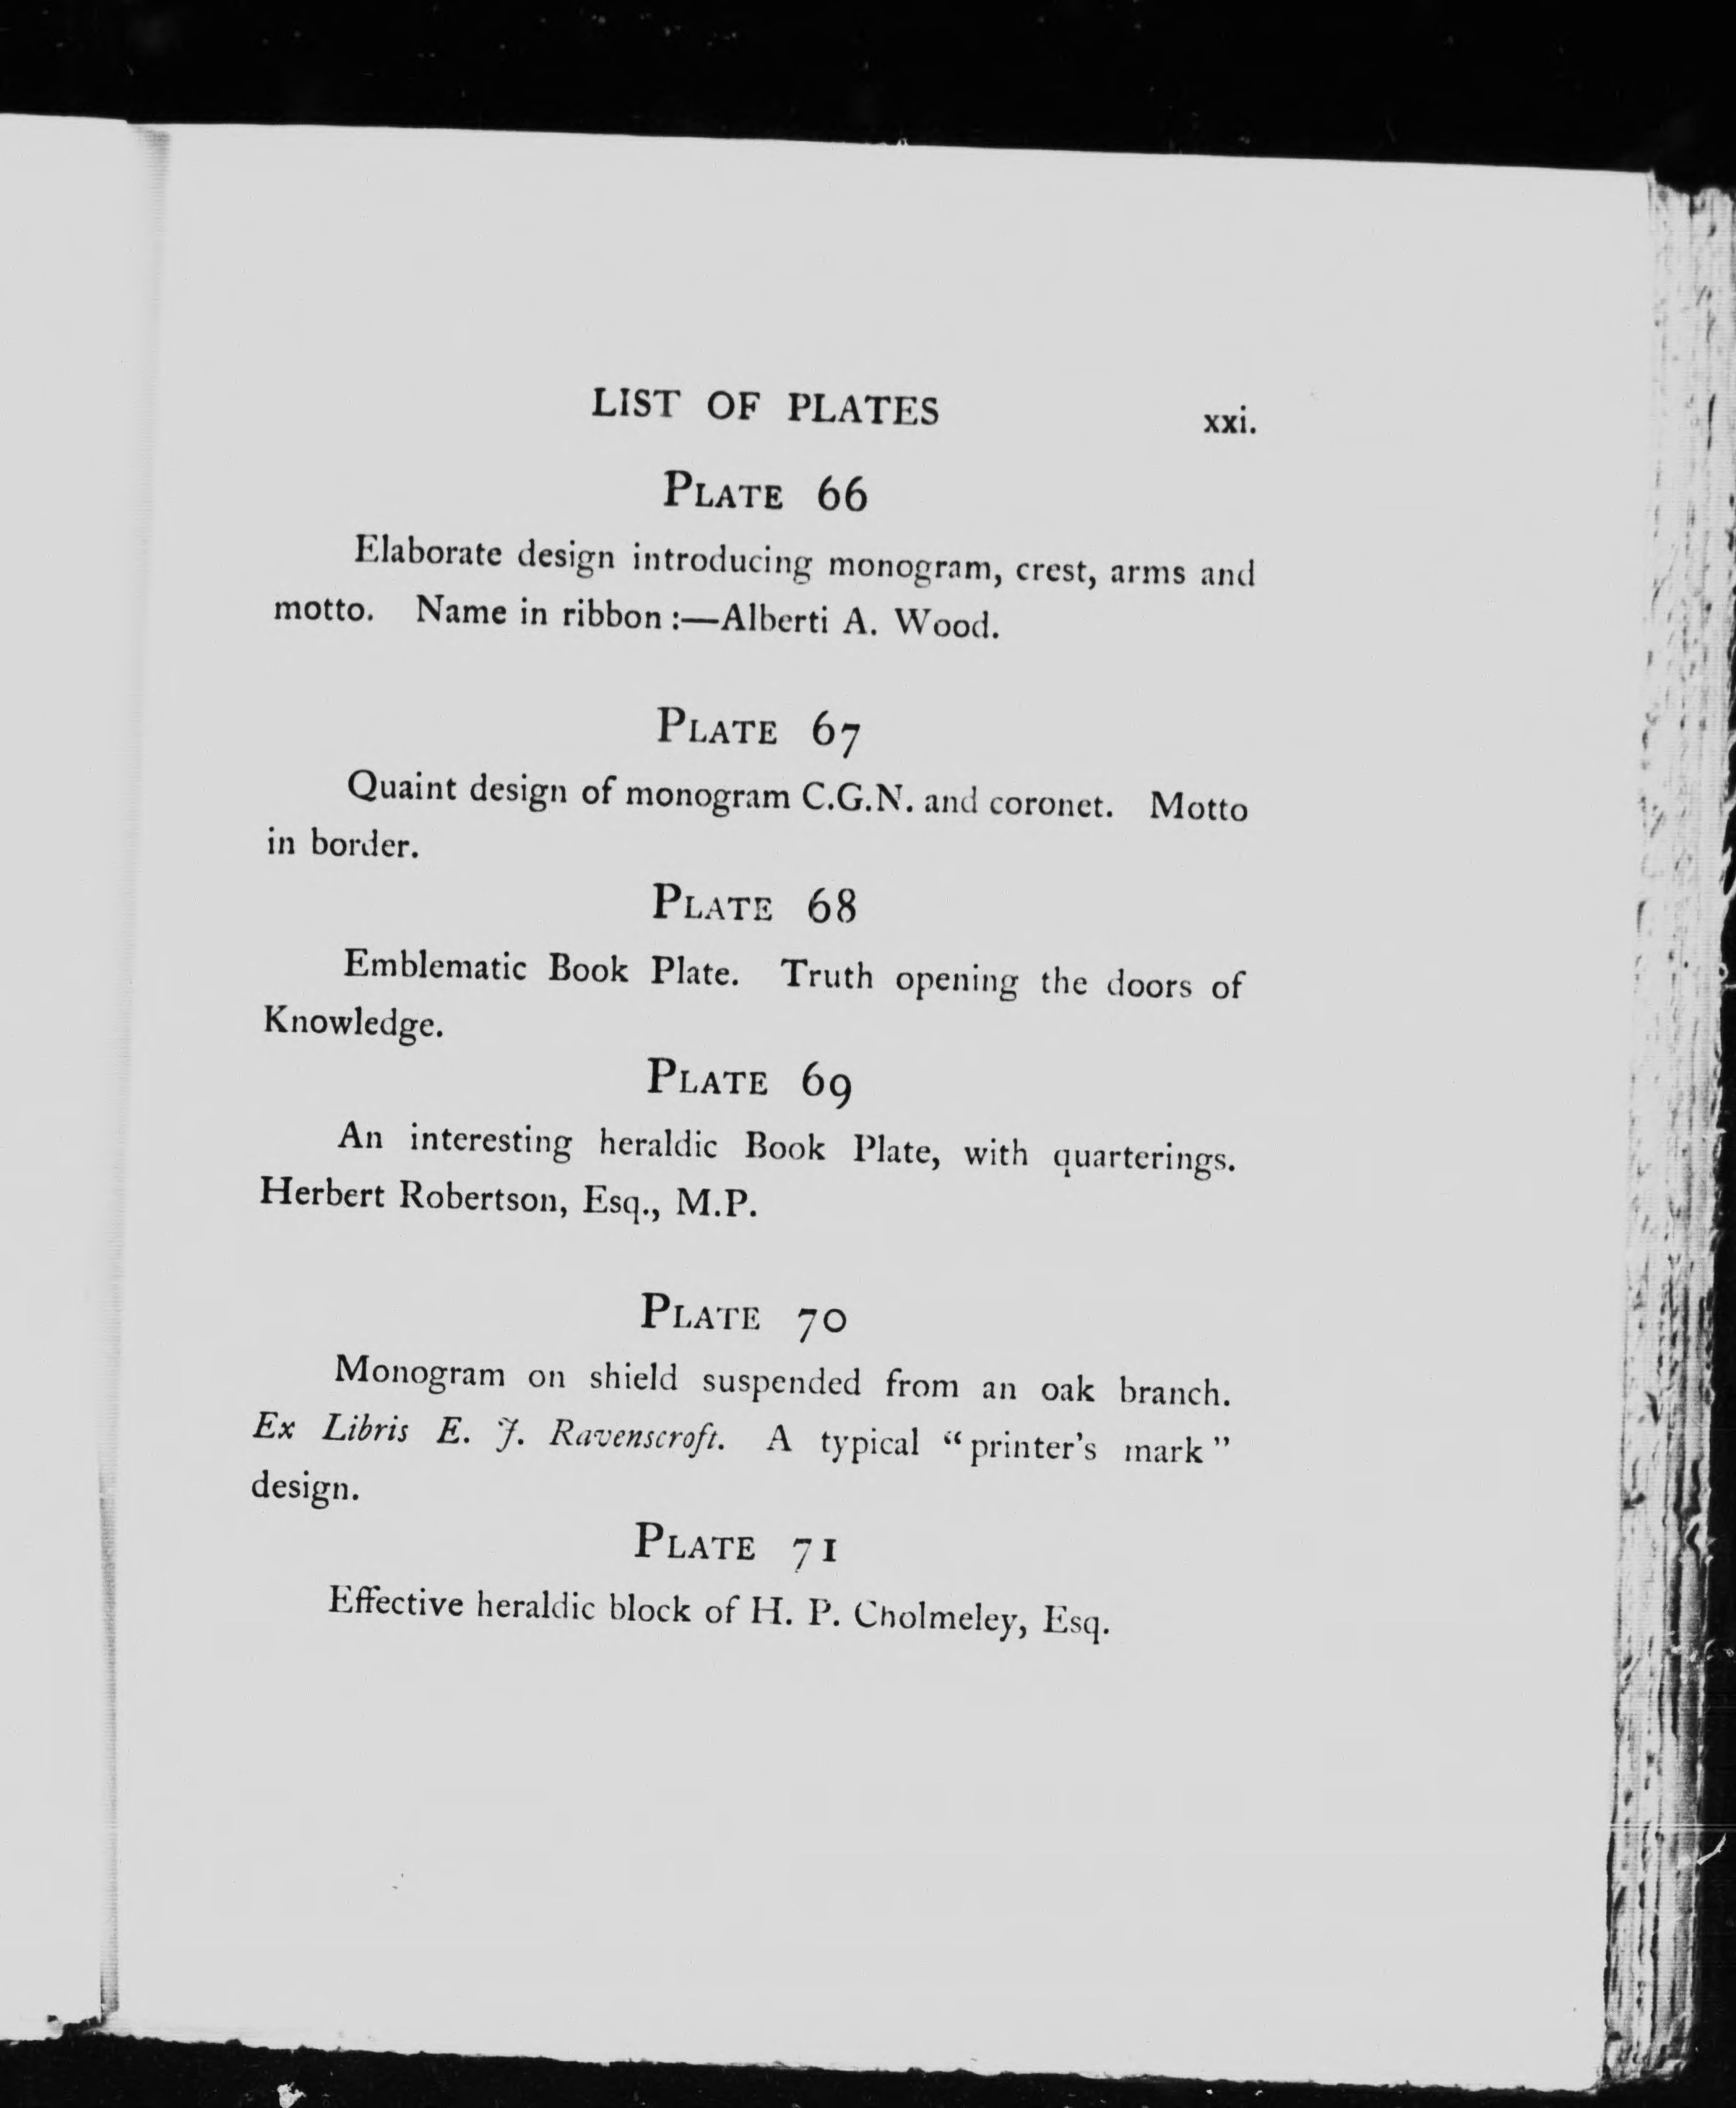 LIST OF PLATES xxi.
PLATE 66
Elaborate design introducing monogram, crest, arms and
motto. Name in ribbon :—Alberti A. Wood.
PLATE 67
Quaint design of monogram C.G.N. and coronet. Motto
in border.
PLATE 68
Emblematic Book Plate. Truth opening the doors of
Knowledge.
PLATE 69
An interesting heraldic Book Plate, with quarterings.
Herbert Robertson, Esq., M.P.
PLATE 70
Monogram on shield suspended from an oak branch.
Ex Libris E. J. Ravenscroft. A typical “printer’s mark”
design.
PLATE 71
Effective heraldic block of H. P. Cholmeley, Esq.